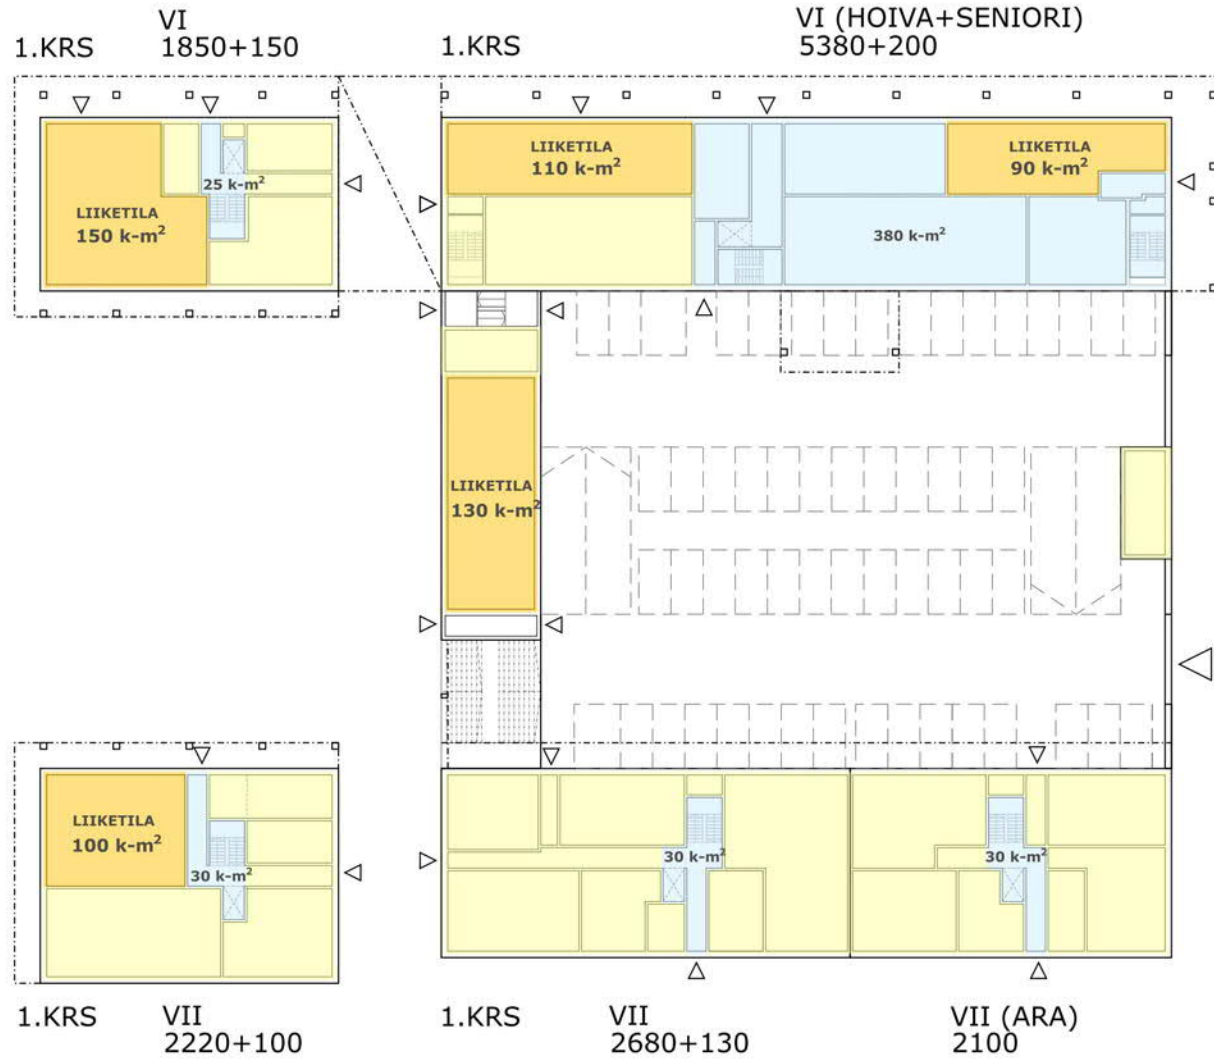 VI
1.KRS 1850+150
VI (HOIVA+SENIORI)
1.KRS 5380+200
LIIKETILA
150 k-m²
25 k-m²
LIIKETILA
110 k-m²
LIIKETILA
90 k-m²
380 k-m²
LIIKETILA
130 k-m²
LIIKETILA
100 k-m²
30 k-m²
30 k-m²
30 k-m²
1.KRS VII
2220+100
1.KRS VII
2680+130
VII (ARA)
2100